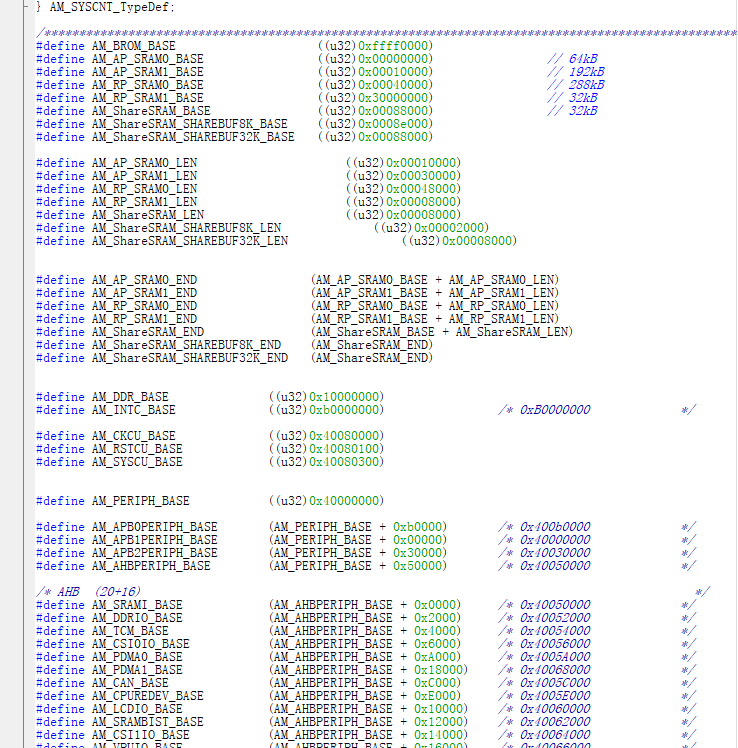 } AM_SYSCNT_TypeDef;
#define AM_BROM_BASE ((u32)0xffff0000)
#define AM_AP_SRAM0_BASE ((u32)0x00000000) // 64kB
#define AM_AP_SRAM1_BASE ((u32)0x00010000) // 192kB
#define AM_RP_SRAM0_BASE ((u32)0x00040000) // 288kB
#define AM_RP_SRAM1_BASE ((u32)0x30000000) // 32kB
#define AM_ShareSRAM_BASE ((u32)0x00088000) // 32kB
#define AM_ShareSRAM_SHAREBUF8K_BASE ((u32)0x0008e000)
#define AM_ShareSRAM_SHAREBUF32K_BASE ((u32)0x00088000)
#define AM_AP_SRAM0_LEN ((u32)0x00010000)
#define AM_AP_SRAM1_LEN ((u32)0x00030000)
#define AM_RP_SRAM0_LEN ((u32)0x00048000)
#define AM_RP_SRAM1_LEN ((u32)0x00008000)
#define AM_ShareSRAM_LEN ((u32)0x00008000)
#define AM_ShareSRAM_SHAREBUF8K_LEN ((u32)0x00002000)
#define AM_ShareSRAM_SHAREBUF32K_LEN ((u32)0x00008000)
#define AM_AP_SRAM0_END (AM_AP_SRAM0_BASE + AM_AP_SRAM0_LEN)
#define AM_AP_SRAM1_END (AM_AP_SRAM1_BASE + AM_AP_SRAM1_LEN)
#define AM_RP_SRAM0_END (AM_RP_SRAM0_BASE + AM_RP_SRAM0_LEN)
#define AM_RP_SRAM1_END (AM_RP_SRAM1_BASE + AM_RP_SRAM1_LEN)
#define AM_ShareSRAM_END (AM_ShareSRAM_BASE + AM_ShareSRAM_LEN)
#define AM_ShareSRAM_SHAREBUF8K_END (AM_ShareSRAM_END)
#define AM_ShareSRAM_SHAREBUF32K_END (AM_ShareSRAM_END)
#define AM_DDR_BASE ((u32)0x10000000)
#define AM_INTC_BASE ((u32)0xb0000000) /* 0xB0000000 */
#define AM_CKCU_BASE ((u32)0x40080000)
#define AM_RSTCU_BASE ((u32)0x40080100)
#define AM_SYSCU_BASE ((u32)0x40080300)
#define AM_PERIPH_BASE ((u32)0x40000000)
#define AM_APB0PERIPH_BASE (AM_PERIPH_BASE + 0xb0000) /* 0x400b0000 */
#define AM_APB1PERIPH_BASE (AM_PERIPH_BASE + 0x00000) /* 0x40000000 */
#define AM_APB2PERIPH_BASE (AM_PERIPH_BASE + 0x30000) /* 0x40030000 */
#define AM_AHBPERIPH_BASE (AM_PERIPH_BASE + 0x50000) /* 0x40050000 */
/* AHB (20+16) */
#define AM_SRAMI_BASE (AM_AHBPERIPH_BASE + 0x0000) /* 0x40050000 */
#define AM_DDRIO_BASE (AM_AHBPERIPH_BASE + 0x2000) /* 0x40052000 */
#define AM_TCM_BASE (AM_AHBPERIPH_BASE + 0x4000) /* 0x40054000 */
#define AM_CSI0IO_BASE (AM_AHBPERIPH_BASE + 0x6000) /* 0x40056000 */
#define AM_PDMA0_BASE (AM_AHBPERIPH_BASE + 0xA000) /* 0x4005A000 */
#define AM_PDMA1_BASE (AM_AHBPERIPH_BASE + 0x18000) /* 0x40068000 */
#define AM_CAN_BASE (AM_AHBPERIPH_BASE + 0xC000) /* 0x4005C000 */
#define AM_CPUREDEV_BASE (AM_AHBPERIPH_BASE + 0xE000) /* 0x4005E000 */
#define AM_LCDIO_BASE (AM_AHBPERIPH_BASE + 0x10000) /* 0x40060000 */
#define AM_SRAMBIST_BASE (AM_AHBPERIPH_BASE + 0x12000) /* 0x40062000 */
#define AM_CSI1IO_BASE (AM_AHBPERIPH_BASE + 0x14000) /* 0x40064000 */